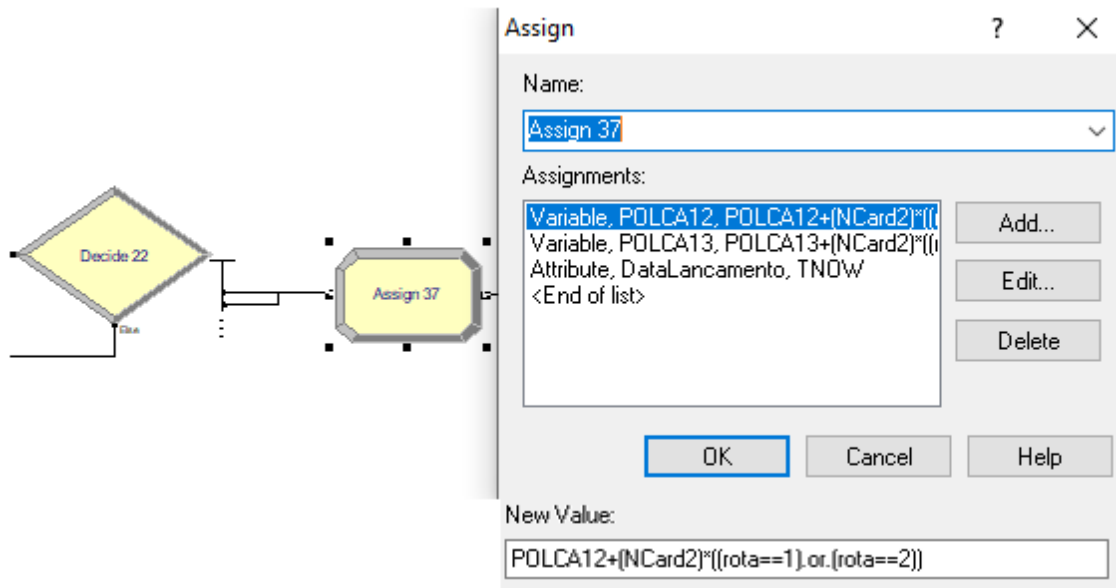 Decide 22
Else
Assign 37
Assign
?
Name:
Assign 37
Assignments:
Variable, POLCA12, POLCA12+(NCard2)*((
Variable, POLCA13, POLCA13+(NCard2)*((
Attribute, DataLancamento, TNOW
<End of list>
Add...
Edit...
Delete
OK
Cancel
Help
New Value:
POLCA12+(NCard2)*((rota==1).or.(rota==2))